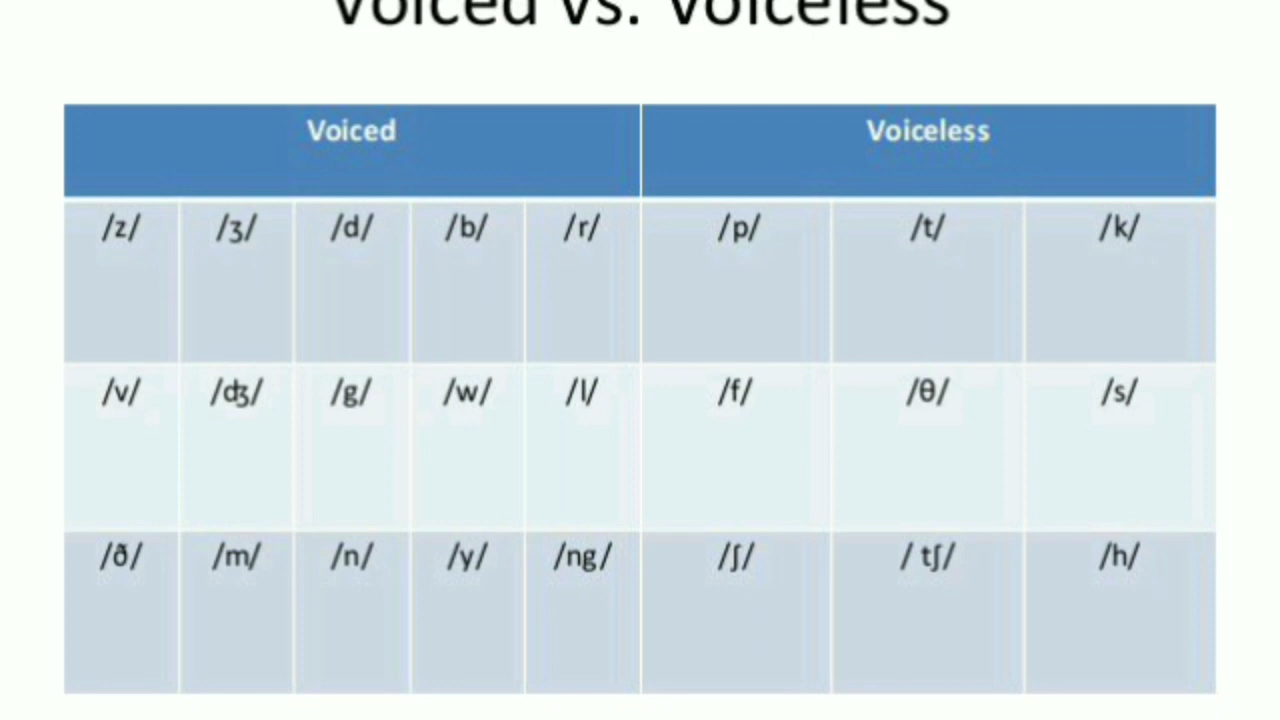 Voiced vs. Voiceless
Voiced Voiceless
/z/ /ʒ/ /d/ /b/ /r/ /p/ /t/ /k/
/v/ /ʤ/ /g/ /w/ /l/ /f/ /θ/ /s/
/ð/ /m/ /n/ /y/ /ng/ /ʃ/ / tʃ/ /h/